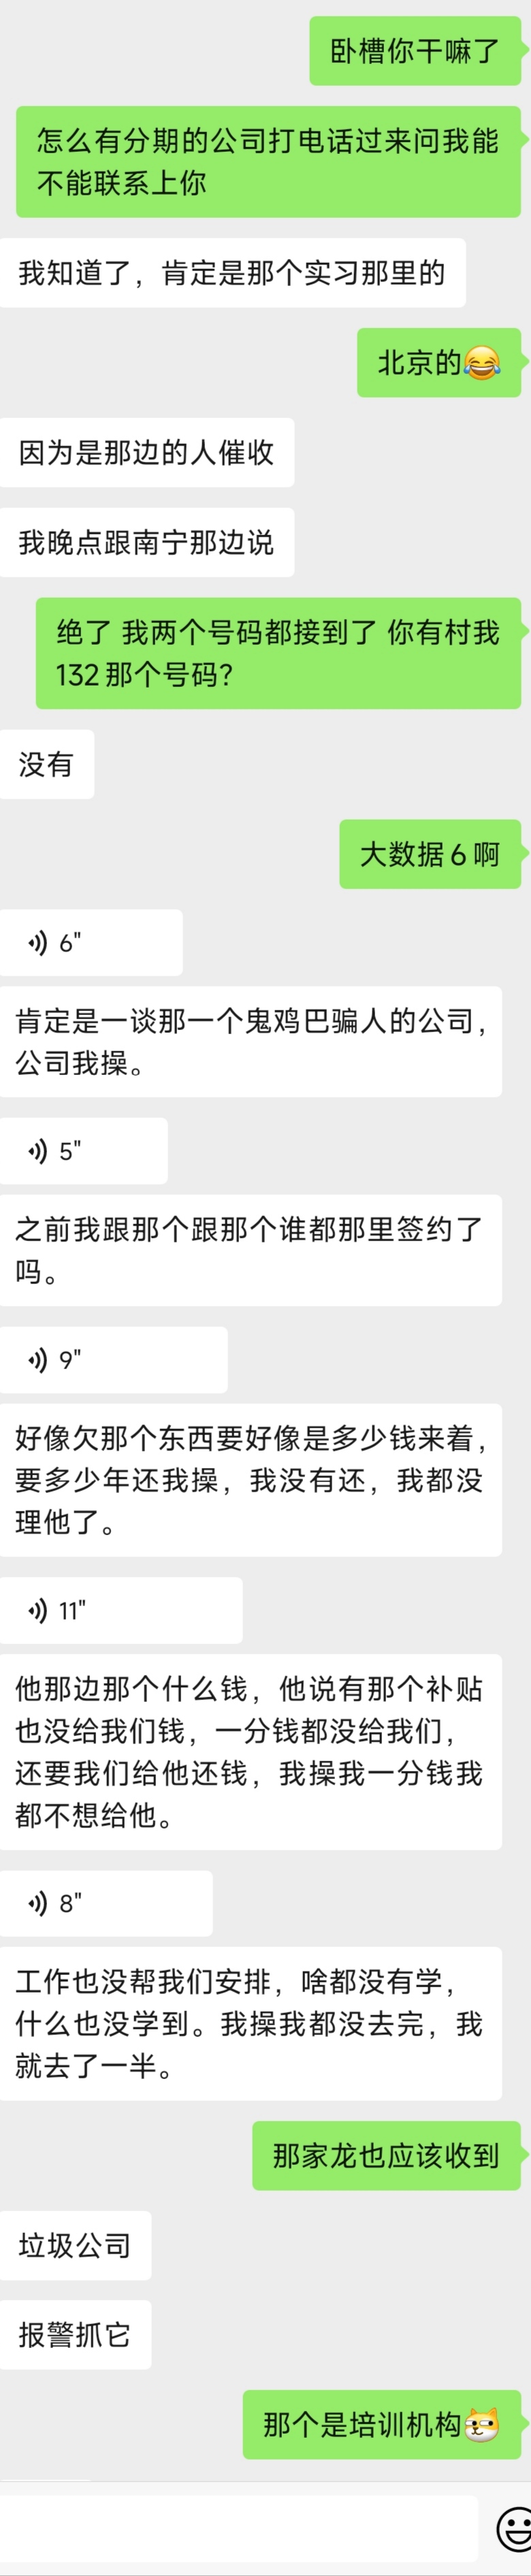 卧槽你干嘛了
怎么有分期的公司打电话过来问我能
不能联系上你
我知道了，肯定是那个实习那里的
北京的😂
因为是那边的人催收
我晚点跟南宁那边说
绝了 我两个号码都接到了 你有村我
132那个号码？
没有
大数据6啊
6"
肯定是一谈那一个鬼鸡巴骗人的公司，
公司我操。
5"
之前我跟那个跟那个谁都那里签约了
吗。
9"
好像欠那个东西要好像是多少钱来着，
要多少年还我操，我没有还，我都没
理他了。
11"
他那边那个什么钱，他说有那个补贴
也没给我们钱，一分钱都没给我们，
还要我们给他还钱，我操我一分钱我
都不想给他。
8"
工作也没帮我们安排，啥都没有学，
什么也没学到。我操我都没去完，我
就去了一半。
那家龙也应该收到
垃圾公司
报警抓它
那个是培训机构